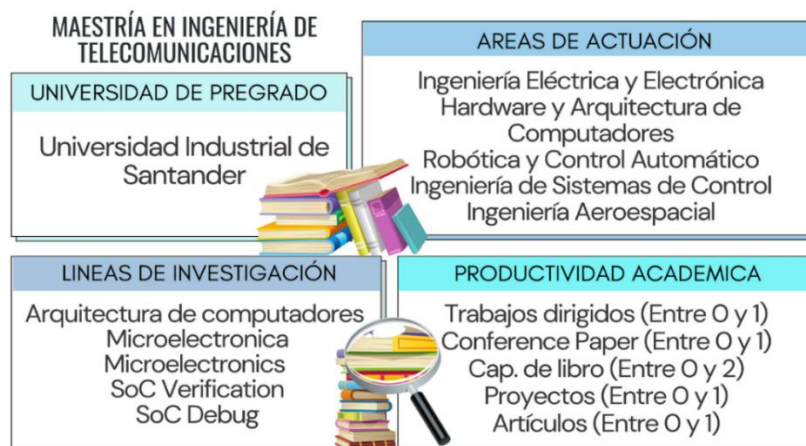 MAESTRÍA EN INGENIERÍA DE
TELECOMUNICACIONES
UNIVERSIDAD DE PREGRADO
Universidad Industrial de
Santander
AREAS DE ACTUACIÓN
Ingeniería Eléctrica y Electrónica
Hardware y Arquitectura de
Computadores
Robótica y Control Automático
Ingeniería de Sistemas de Control
Ingeniería Aeroespacial
LINEAS DE INVESTIGACIÓN
Arquitectura de computadores
Microelectronica
Microelectronics
SoC Verification
SoC Debug
PRODUCTIVIDAD ACADEMICA
Trabajos dirigidos (Entre 0 y 1)
Conference Paper (Entre 0 y 1)
Cap. de libro (Entre 0 y 2)
Proyectos (Entre 0 y 1)
Artículos (Entre 0 y 1)